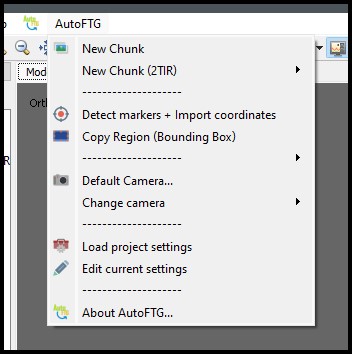 AutoFTG
New Chunk
New Chunk (2TIR)
--------------------
Detect markers + Import coordinates
Copy Region (Bounding Box)
--------------------
Default Camera...
Change camera
--------------------
Load project settings
Edit current settings
--------------------
About AutoFTG...
Mode
Orth
R